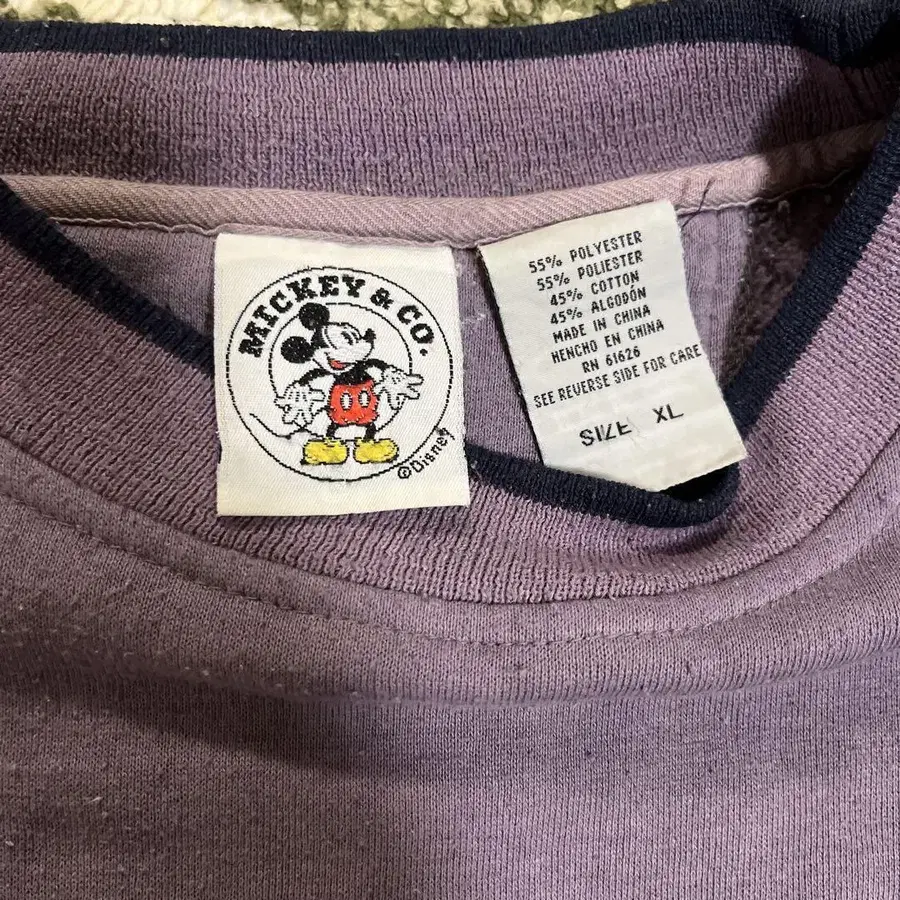 MICKEY & CO.
©Disney
55% POLYESTER
55% POLIESTER
45% COTTON
45% ALGODÓN
MADE IN CHINA
HENCHO EN CHINA
RN 61626
SEE REVERSE SIDE FOR CARE
SIZE XL